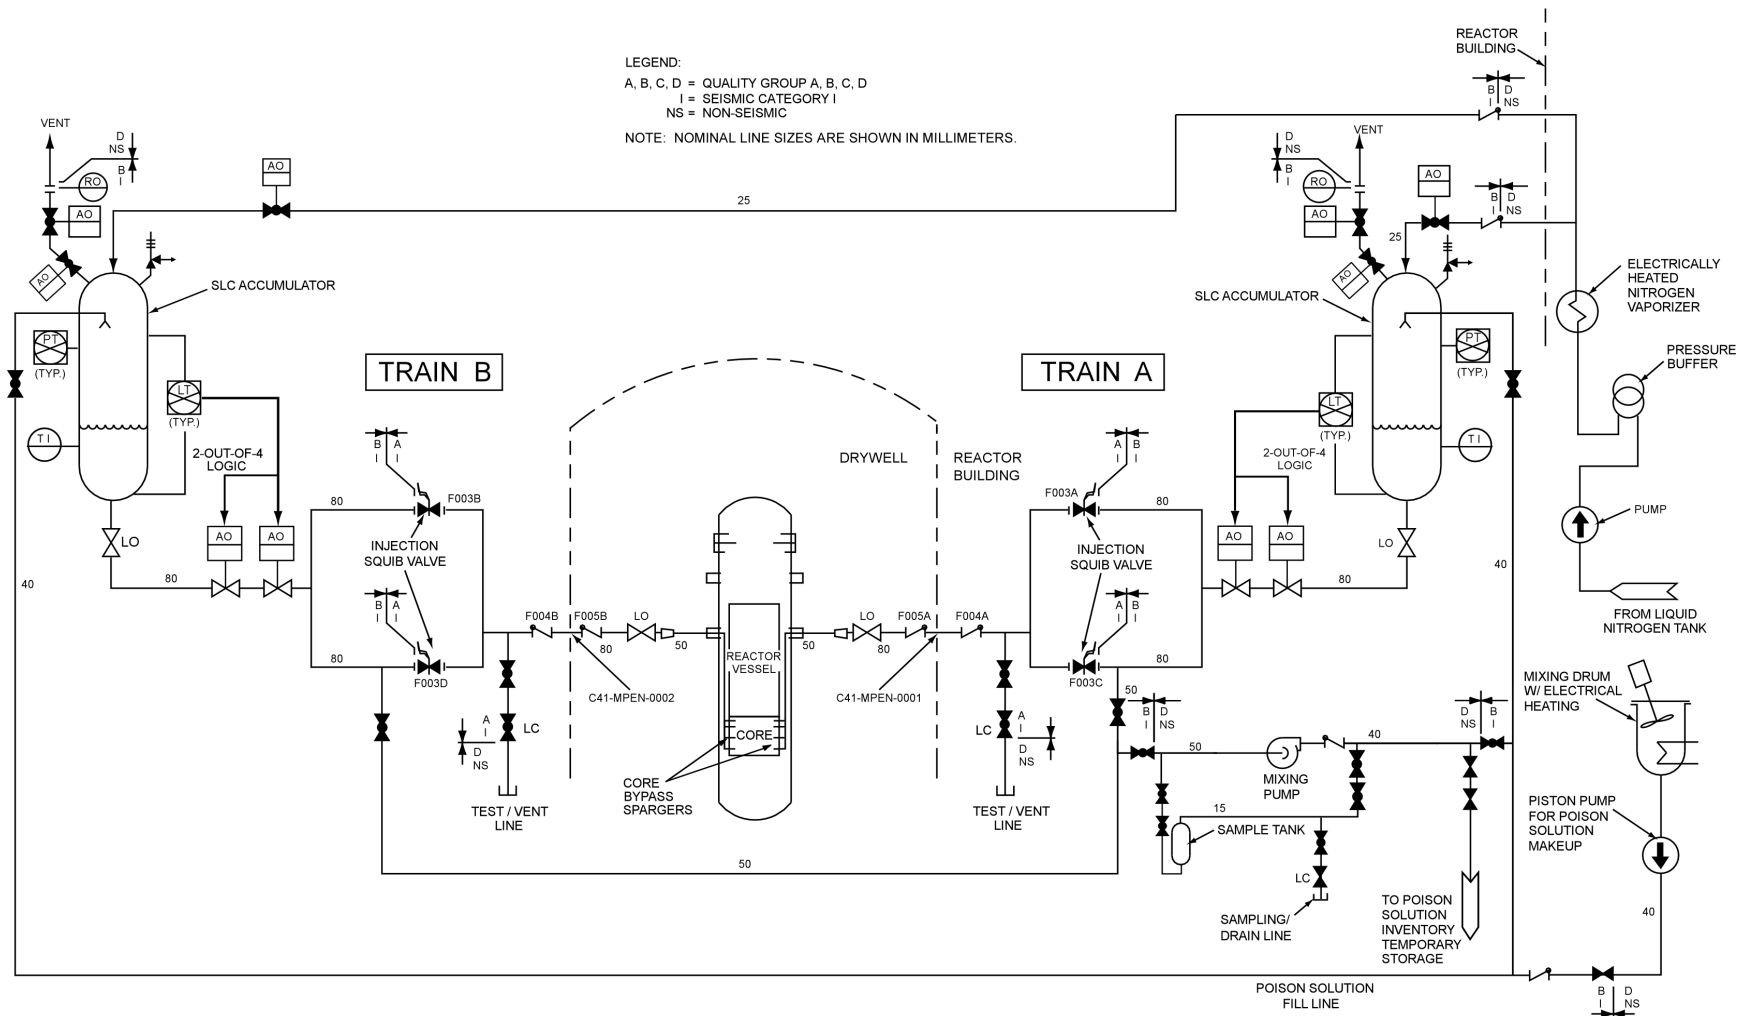 REACTOR
BUILDING
LEGEND:
A, B, C, D = QUALITY GROUP A, B, C, D
I = SEISMIC CATEGORY I
NS = NON-SEISMIC
NOTE: NOMINAL LINE SIZES ARE SHOWN IN MILLIMETERS.
B D
I NS
VENT
D
NS
B
I
RO
AO
AO
AO
25
VENT
D
NS
B
I
RO
AO
AO
AO
B D
I NS
25
SLC ACCUMULATOR
SLC ACCUMULATOR
ELECTRICALLY
HEATED
NITROGEN
VAPORIZER
PT
(TYP.)
LT
(TYP.)
TI
2-OUT-OF-4
LOGIC
AO
AO
LO
80
40
TRAIN B
TRAIN A
PT
(TYP.)
LT
(TYP.)
TI
2-OUT-OF-4
LOGIC
AO
AO
LO
80
40
PRESSURE
BUFFER
PUMP
FROM LIQUID
NITROGEN TANK
DRYWELL
REACTOR
BUILDING
B A
I I
80
F003B
INJECTION
SQUIB VALVE
B A
I I
80
F003D
A B
I I
F003A
80
INJECTION
SQUIB VALVE
A B
I I
80
F003C
F004B
F005B
LO
80
50
C41-MPEN-0002
REACTOR
VESSEL
CORE
CORE
BYPASS
SPARGERS
50
LO
80
F005A
F004A
C41-MPEN-0001
A
I
D
NS
LC
TEST / VENT
LINE
A
I
D
NS
LC
TEST / VENT
LINE
50
50
B D
I NS
50
MIXING
PUMP
40
D B
NS I
15
SAMPLE TANK
LC
SAMPLING/
DRAIN LINE
TO POISON
SOLUTION
INVENTORY
TEMPORARY
STORAGE
MIXING DRUM
W/ ELECTRICAL
HEATING
PISTON PUMP
FOR POISON
SOLUTION
MAKEUP
40
POISON SOLUTION
FILL LINE
B D
I NS